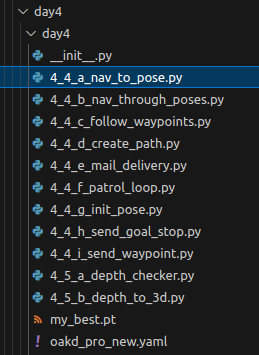 day4
day4
__init__.py
4_4_a_nav_to_pose.py
4_4_b_nav_through_poses.py
4_4_c_follow_waypoints.py
4_4_d_create_path.py
4_4_e_mail_delivery.py
4_4_f_patrol_loop.py
4_4_g_init_pose.py
4_4_h_send_goal_stop.py
4_4_i_send_waypoint.py
4_5_a_depth_checker.py
4_5_b_depth_to_3d.py
my_best.pt
! oakd_pro_new.yaml